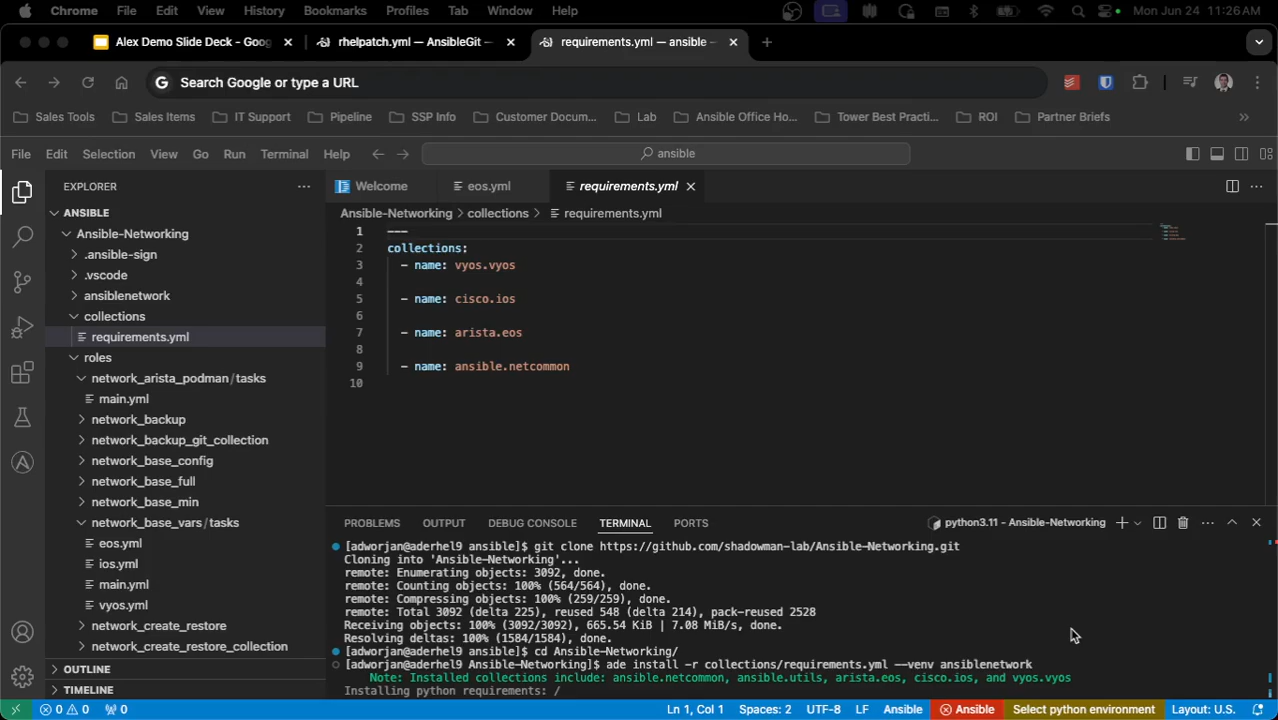 Chrome File Edit View History Bookmarks Profiles Tab Window Help Mon Jun 24 11:26 AM
Alex Demo Slide Deck - Goog rhelpatch.yml — AnsibleGit — requirements.yml — ansible –
Search Google or type a URL
Sales Tools Sales Items IT Support Pipeline SSP Info Customer Docum... Lab Ansible Office Ho... Tower Best Practi... ROI Partner Briefs
File Edit Selection View Go Run Terminal Help ansible
EXPLORER
Welcome eos.yml requirements.yml
ANSIBLE
Ansible-Networking > collections > requirements.yml
Ansible-Networking
.ansible-sign
.vscode
ansiblenetwork
collections
requirements.yml
roles
network_arista_podman/tasks
main.yml
network_backup
network_backup_git_collection
network_base_config
network_base_full
network_base_min
network_base_vars/tasks
eos.yml
ios.yml
main.yml
vyos.yml
network_create_restore
network_create_restore_collection
OUTLINE
TIMELINE
1 ---
2 collections:
3 - name: vyos.vyos
4
5 - name: cisco.ios
6
7 - name: arista.eos
8
9 - name: ansible.netcommon
10
PROBLEMS OUTPUT DEBUG CONSOLE TERMINAL PORTS python3.11 - Ansible-Networking
[adworjan@aderhel9 ansible]$ git clone https://github.com/shadowman-lab/Ansible-Networking.git
Cloning into 'Ansible-Networking'...
remote: Enumerating objects: 3092, done.
remote: Counting objects: 100% (564/564), done.
remote: Compressing objects: 100% (259/259), done.
remote: Total 3092 (delta 225), reused 548 (delta 214), pack-reused 2528
Receiving objects: 100% (3092/3092), 665.54 KiB | 7.08 MiB/s, done.
Resolving deltas: 100% (1584/1584), done.
[adworjan@aderhel9 ansible]$ cd Ansible-Networking/
[adworjan@aderhel9 Ansible-Networking]$ ade install -r collections/requirements.yml --venv ansiblenetwork
Note: Installed collections include: ansible.netcommon, ansible.utils, arista.eos, cisco.ios, and vyos.vyos
Installing python requirements: /
0 0 0 Ln 1, Col 1 Spaces: 2 UTF-8 LF Ansible Ansible Select python environment Layout: U.S.